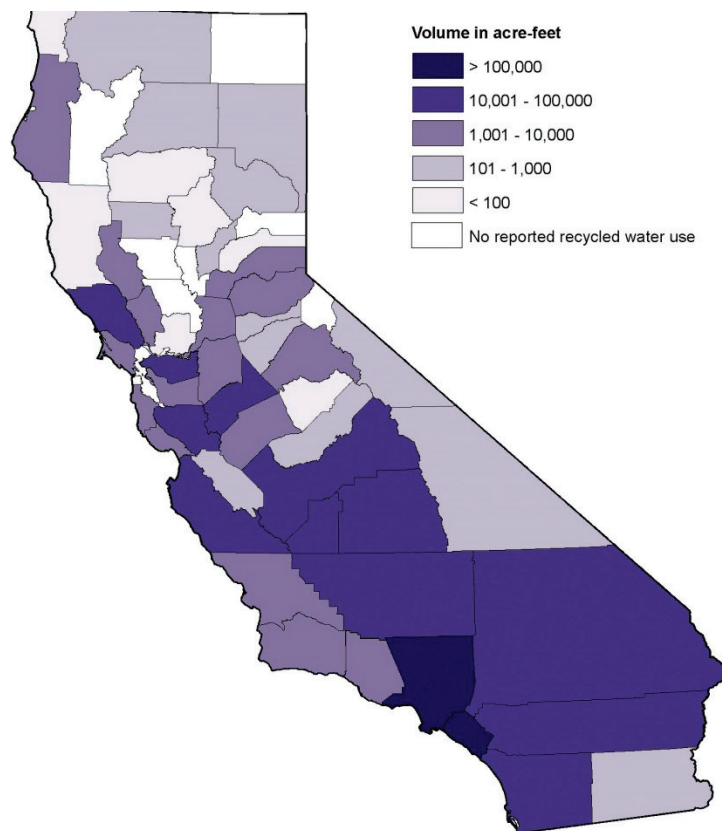 Volume in acre-feet
> 100,000
10,001 - 100,000
1,001 - 10,000
101 - 1,000
< 100
No reported recycled water use